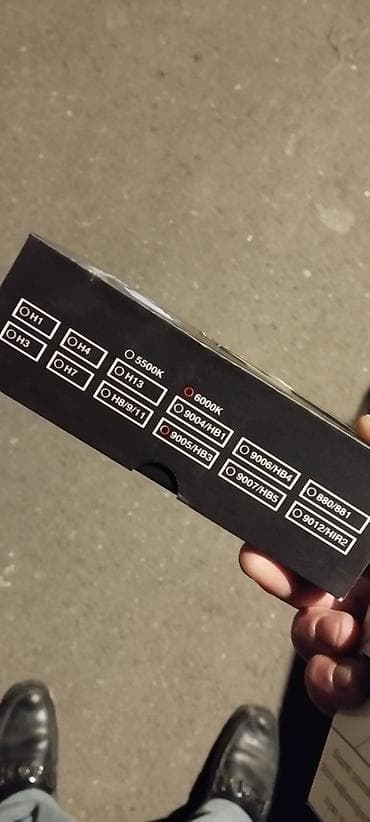 5500K
6000K
H1
H4
H13
9004/HB1
9006/HB4
880/881
H3
H7
H8/9/11
9005/HB3
9007/HB5
9012/HIR2